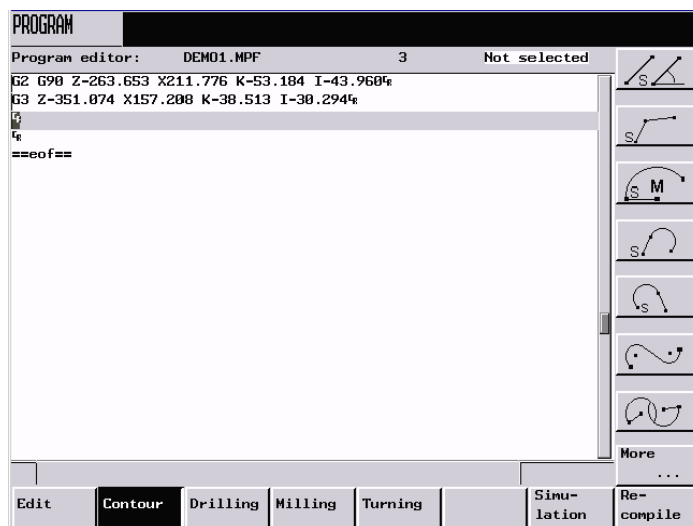 PROGRAM
Program editor: DEMO1.MPF 3 Not selected
G2 G90 Z-263.653 X211.776 K-53.184 I-43.960
G3 Z-351.074 X157.208 K-38.513 I-30.294
==eof==
S
S
S M
S
S
More
...
Edit Contour Drilling Milling Turning Simu-
lation Re-
compile